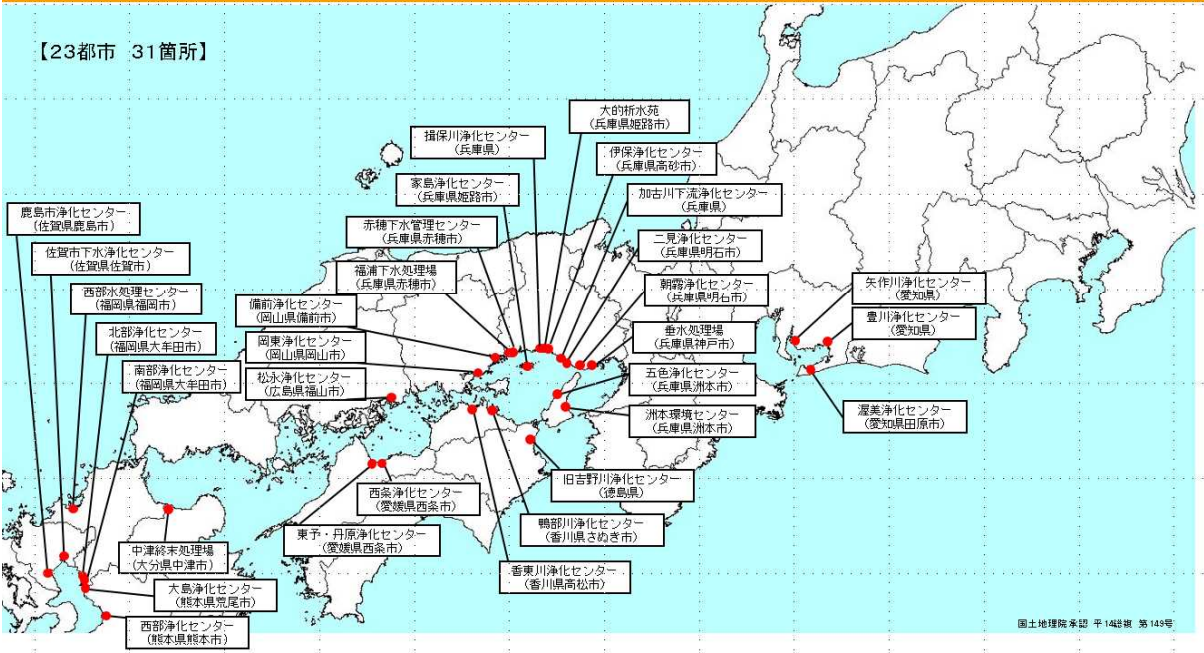 【23都市 31箇所】
大的析水苑
(兵庫県姫路市)
揖保川浄化センター
(兵庫県)
伊保浄化センター
(兵庫県高砂市)
家島浄化センター
(兵庫県姫路市)
加古川下流浄化センター
(兵庫県)
鹿島市浄化センター
(佐賀県鹿島市)
赤穂下水管理センター
(兵庫県赤穂市)
二見浄化センター
(兵庫県明石市)
佐賀市下水浄化センター
(佐賀県佐賀市)
福浦下水処理場
(兵庫県赤穂市)
朝霧浄化センター
(兵庫県明石市)
矢作川浄化センター
(愛知県)
西部水処理センター
(福岡県福岡市)
備前浄化センター
(岡山県備前市)
垂水処理場
(兵庫県神戸市)
豊川浄化センター
(愛知県)
北部浄化センター
(福岡県大牟田市)
岡東浄化センター
(岡山県岡山市)
南部浄化センター
(福岡県大牟田市)
松永浄化センター
(広島県福山市)
五色浄化センター
(兵庫県洲本市)
洲本環境センター
(兵庫県洲本市)
渥美浄化センター
(愛知県田原市)
旧吉野川浄化センター
(徳島県)
西条浄化センター
(愛媛県西条市)
鴨部川浄化センター
(香川県さぬき市)
東予・丹原浄化センター
(愛媛県西条市)
中津終末処理場
(大分県中津市)
香東川浄化センター
(香川県高松市)
大島浄化センター
(熊本県荒尾市)
西部浄化センター
(熊本県熊本市)
国土地理院承認 平14総複 第149号